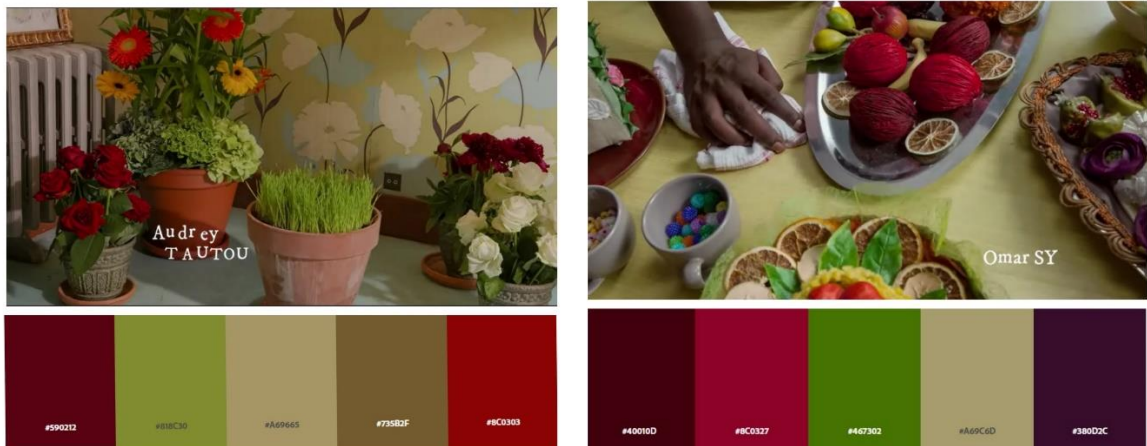 Audrey
TAUTOU
Omar SY
#590212
#818C30
#A69665
#735B2F
#8C0303
#40010D
#8C0327
#467302
#A69C6D
#380D2C